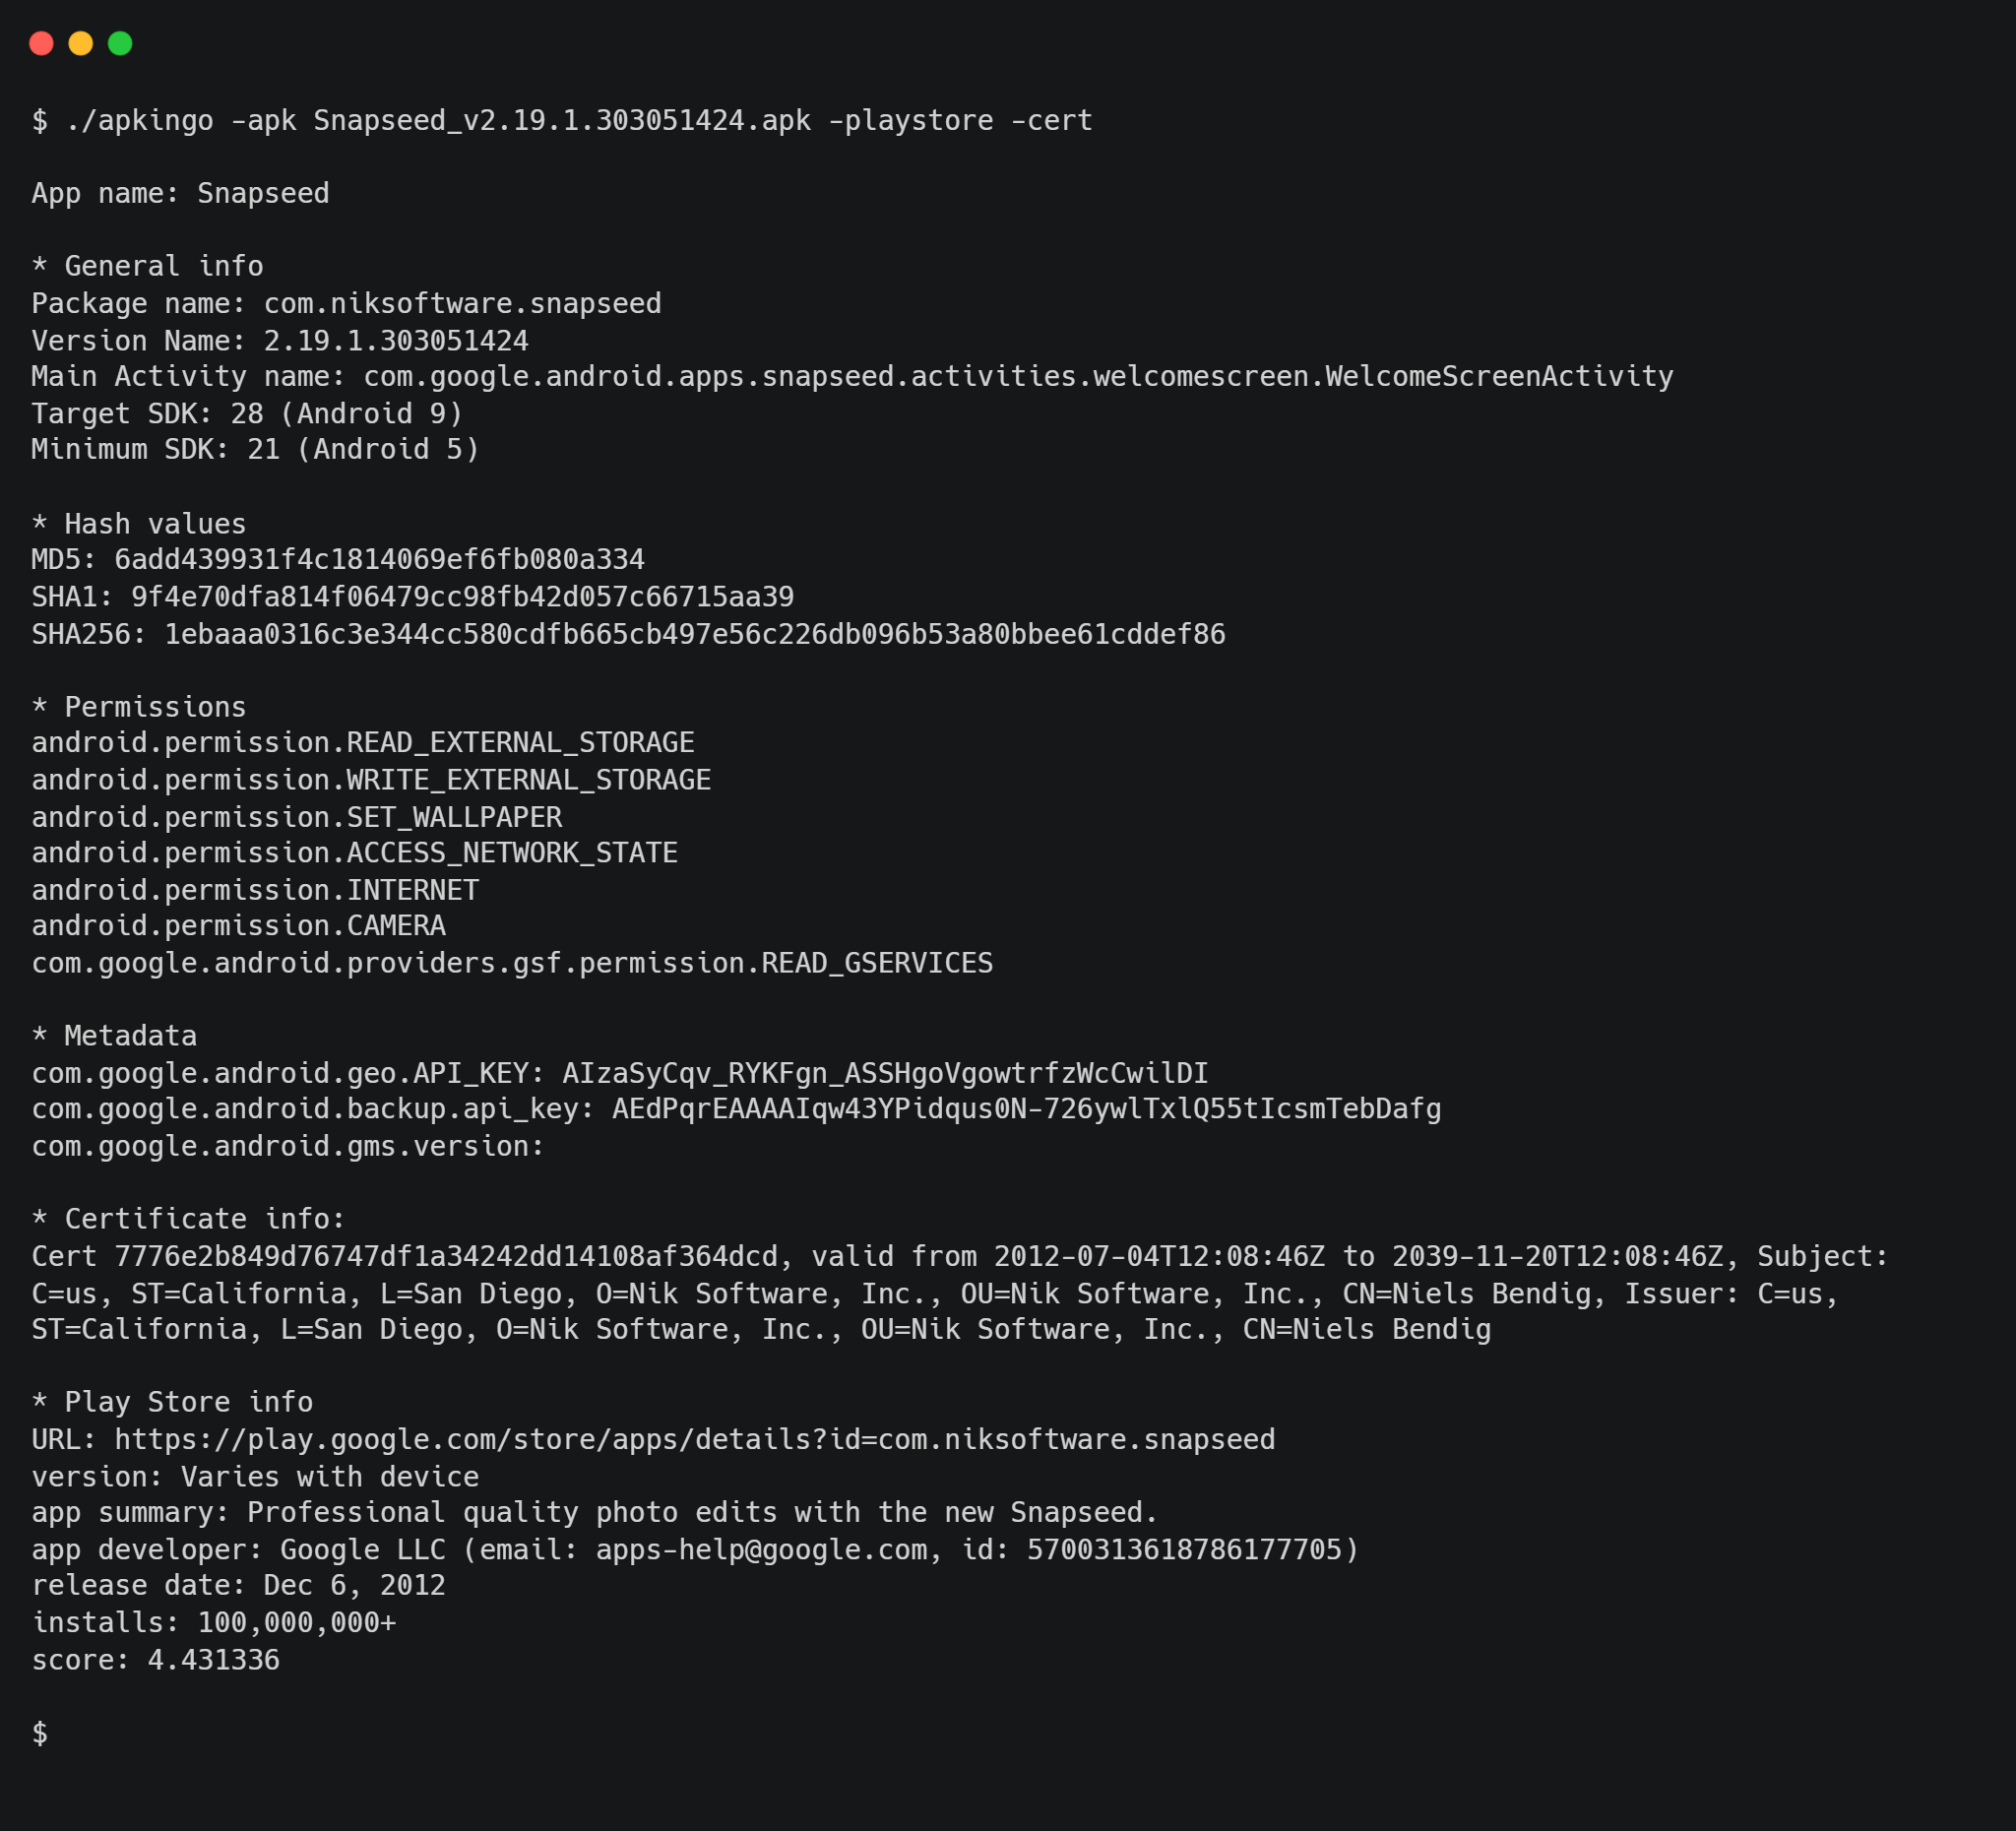 $ ./apkingo -apk Snapseed_v2.19.1.303051424.apk -playstore -cert
App name: Snapseed
* General info
Package name: com.niksoftware.snapseed
Version Name: 2.19.1.303051424
Main Activity name: com.google.android.apps.snapseed.activities.welcomescreen.WelcomeScreenActivity
Target SDK: 28 (Android 9)
Minimum SDK: 21 (Android 5)
* Hash values
MD5: 6add439931f4c1814069ef6fb080a334
SHA1: 9f4e70dfa814f06479cc98fb42d057c66715aa39
SHA256: 1ebaaa0316c3e344cc580cdfb665cb497e56c226db096b53a80bbee61cddef86
* Permissions
android.permission.READ_EXTERNAL_STORAGE
android.permission.WRITE_EXTERNAL_STORAGE
android.permission.SET_WALLPAPER
android.permission.ACCESS_NETWORK_STATE
android.permission.INTERNET
android.permission.CAMERA
com.google.android.providers.gsf.permission.READ_GSERVICES
* Metadata
com.google.android.geo.API_KEY: AIzaSyCqv_RYKFgn_ASSHgoVgowtrfzWcCwilDI
com.google.android.backup.api_key: AEdPqrEAAAAIqw43YPidqus0N-726ywlTxlQ55tIcsmTebDafg
com.google.android.gms.version:
* Certificate info:
Cert 7776e2b849d76747df1a34242dd14108af364dcd, valid from 2012-07-04T12:08:46Z to 2039-11-20T12:08:46Z, Subject:
C=us, ST=California, L=San Diego, O=Nik Software, Inc., OU=Nik Software, Inc., CN=Niels Bendig, Issuer: C=us,
ST=California, L=San Diego, O=Nik Software, Inc., OU=Nik Software, Inc., CN=Niels Bendig
* Play Store info
URL: https://play.google.com/store/apps/details?id=com.niksoftware.snapseed
version: Varies with device
app summary: Professional quality photo edits with the new Snapseed.
app developer: Google LLC (email: apps-help@google.com, id: 5700313618786177705)
release date: Dec 6, 2012
installs: 100,000,000+
score: 4.431336
$